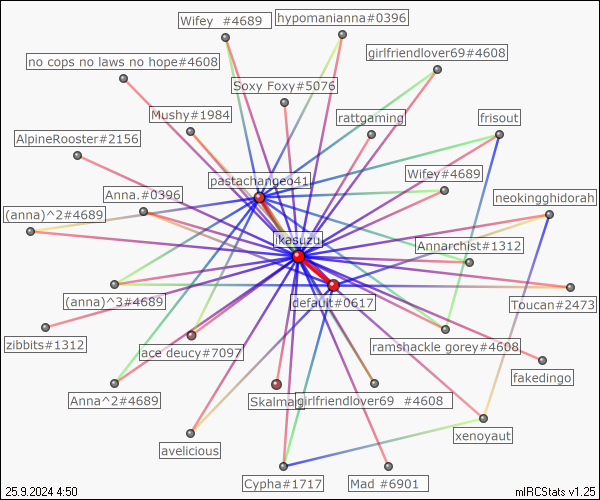 Wifey   #4689
hypomanianna#0396
girlfriendlover69#4608
no cops no laws no hope#4608
Soxy Foxy#5076
Mushy#1984
rattgaming
frisout
AlpineRooster#2156
pastachangeo41
Wifey#4689
Anna.#0396
neokingghidorah
(anna)^2#4689
ikasuzu
Annarchist#1312
(anna)^3#4689
default#0617
Toucan#2473
zibbits#1312
ace deucy#7097
ramshackle gorey#4608
fakedingo
Anna^2#4689
Skalmag
girlfriendlover69   #4608
avelicious
xenoyaut
Cypha#1717
Mad #6901
25.9.2024 4:50
mIRCStats v1.25